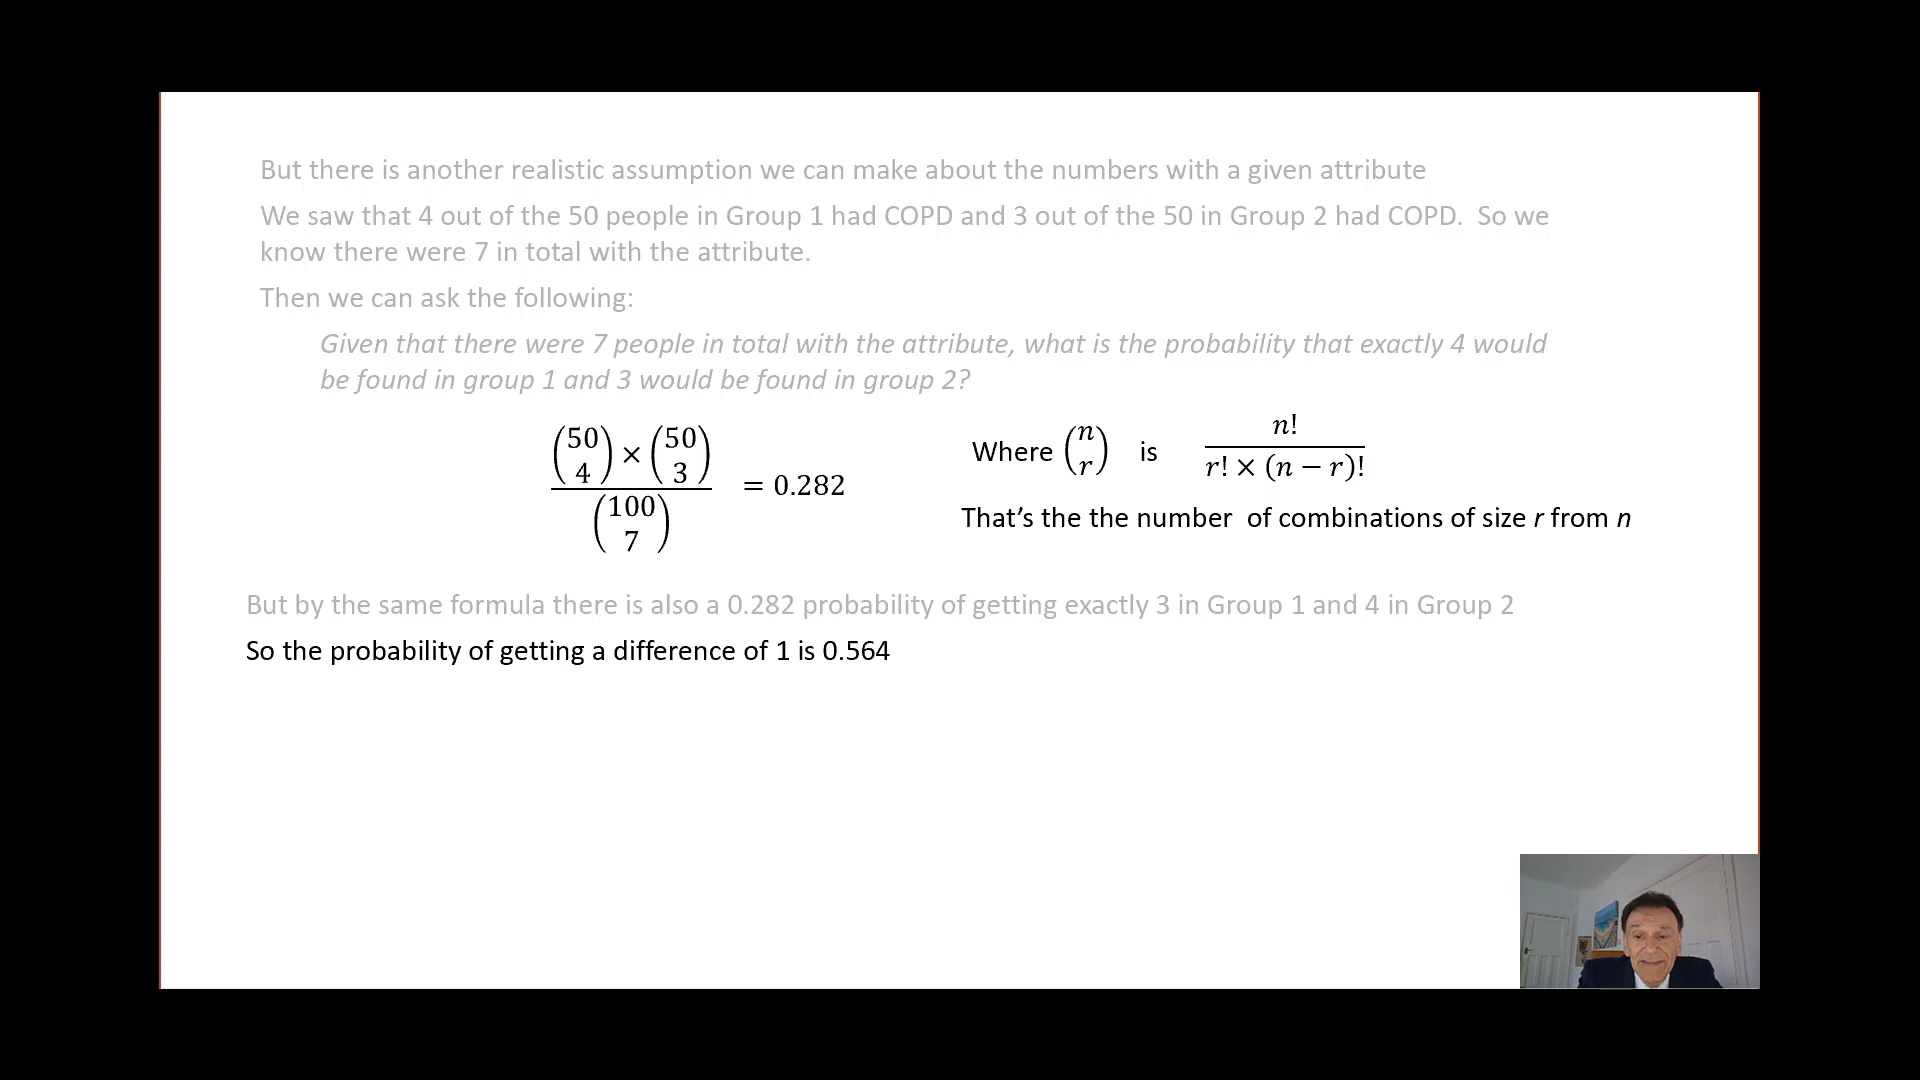 But there is another realistic assumption we can make about the numbers with a given attribute
We saw that 4 out of the 50 people in Group 1 had COPD and 3 out of the 50 in Group 2 had COPD.  So we
know there were 7 in total with the attribute.
Then we can ask the following:
Given that there were 7 people in total with the attribute, what is the probability that exactly 4 would
be found in group 1 and 3 would be found in group 2?
(50 4) × (50 3)
(100 7)
= 0.282
Where (n r) is
n!
r! × (n − r)!
That’s the the number  of combinations of size r from n
But by the same formula there is also a 0.282 probability of getting exactly 3 in Group 1 and 4 in Group 2
So the probability of getting a difference of 1 is 0.564